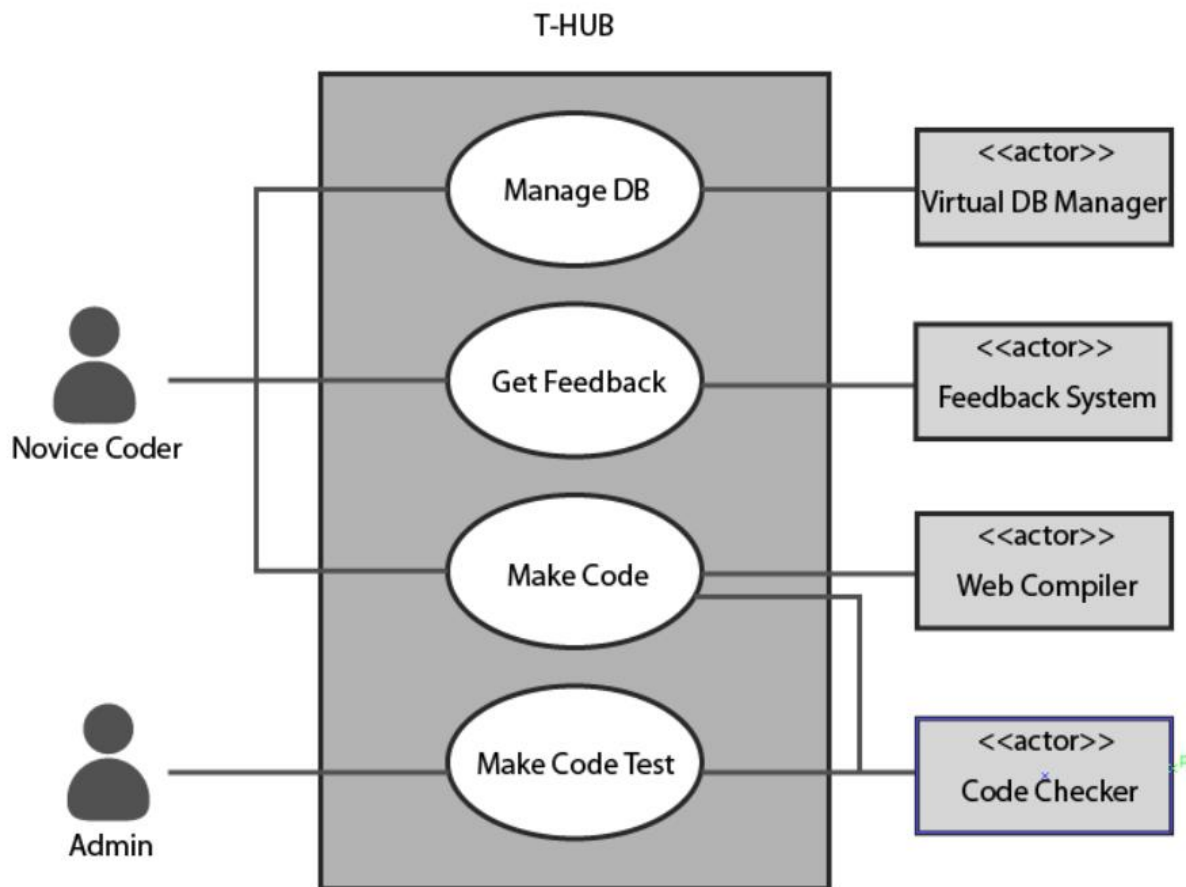 T-HUB
Manage DB
<<actor>>
Virtual DB Manager
Get Feedback
<<actor>>
Feedback System
Novice Coder
Make Code
<<actor>>
Web Compiler
Make Code Test
<<actor>>
Code Checker
Admin